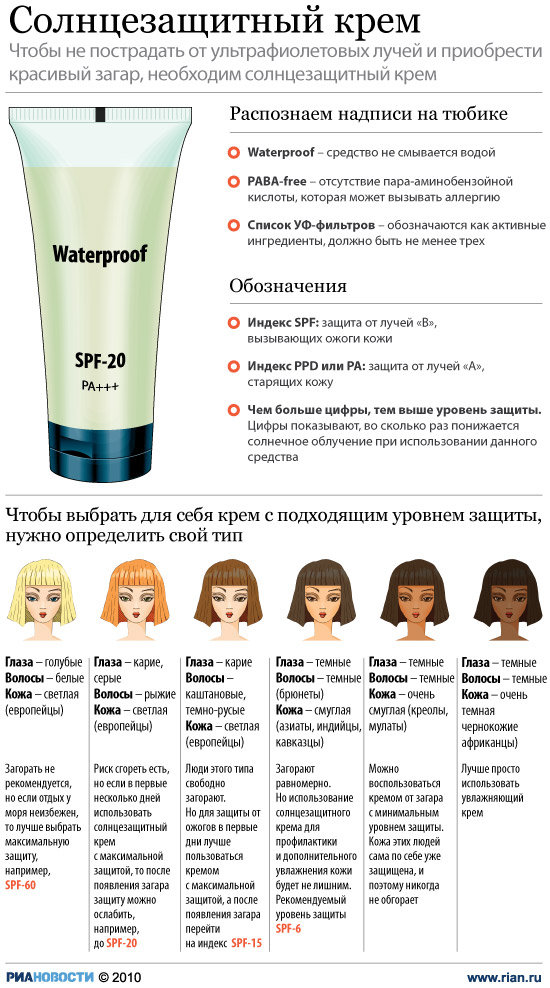 Солнцезащитный крем
Чтобы не пострадать от ультрафиолетовых лучей и приобрести
красивый загар, необходим солнцезащитный крем
Waterproof
SPF-20
PA+++
Распознаем надписи на тюбике
Waterproof – средство не смывается водой
PABA-free – отсутствие пара-аминобензойной
кислоты, которая может вызывать аллергию
Список УФ-фильтров – обозначаются как активные
ингредиенты, должно быть не менее трех
Обозначения
Индекс SPF: защита от лучей «B»,
вызывающих ожоги кожи
Индекс PPD или PA: защита от лучей «А»,
старящих кожу
Чем больше цифры, тем выше уровень защиты.
Цифры показывают, во сколько раз понижается
солнечное облучение при использовании данного
средства
Чтобы выбрать для себя крем с подходящим уровнем защиты,
нужно определить свой тип
Глаза – голубые
Волосы – белые
Кожа – светлая
(европейцы)
Загорать не
рекомендуется,
но если отдых у
моря неизбежен,
то лучше выбрать
максимальную
защиту,
например,
SPF-60
Глаза – карие,
серые
Волосы – рыжие
Кожа – светлая
(европейцы)
Риск сгореть есть,
но если в первые
несколько дней
использовать
солнцезащитный
крем
с максимальной
защитой, то после
появления загара
защиту можно
ослабить,
например,
до SPF-20
Глаза – карие
Волосы –
каштановые,
темно-русые
Кожа – светлая
(европейцы)
Люди этого типа
свободно
загорают.
Но для защиты от
ожогов в первые
дни лучше
пользоваться
кремом
с максимальной
защитой, а после
появления загара
перейти
на индекс SPF-15
Глаза – темные
Волосы – темные
(брюнеты)
Кожа – смуглая
(азиаты, индийцы,
кавказцы)
Загорают
равномерно.
Но использование
солнцезащитного
крема для
профилактики
и дополнительного
увлажнения кожи
будет не лишним.
Рекомендуемый
уровень защиты
SPF-6
Глаза – темные
Волосы – темные
Кожа – очень
смуглая (креолы,
мулаты)
Можно
воспользоваться
кремом от загара
с минимальным
уровнем защиты.
Кожа этих людей
сама по себе уже
защищена, и
поэтому никогда
не обгорает
Глаза – темные
Волосы – темные
Кожа – очень
темная
чернокожие
африканцы)
Лучше просто
использовать
увлажняющий
крем
РИАНОВОСТИ © 2010
www.rian.ru